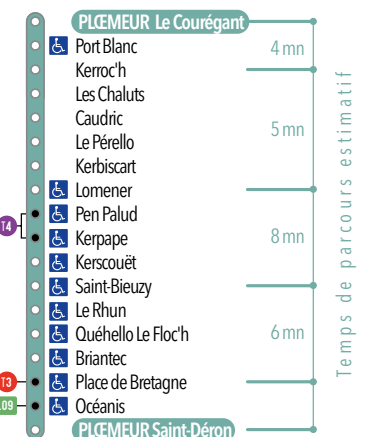 PLŒMEUR Le Courégant
Port Blanc
4 mn
Kerroc'h
Les Chaluts
Caudric
5 mn
Le Pérello
Kerbiscart
Lomener
Pen Palud
T4
Kerpape
8 mn
Kerscouët
Saint-Bieuzy
Le Rhun
Quéhello Le Floc'h
6 mn
Briantec
T3
Place de Bretagne
L09
Océanis
PLŒMEUR Saint-Déron
Temps de parcours estimatif